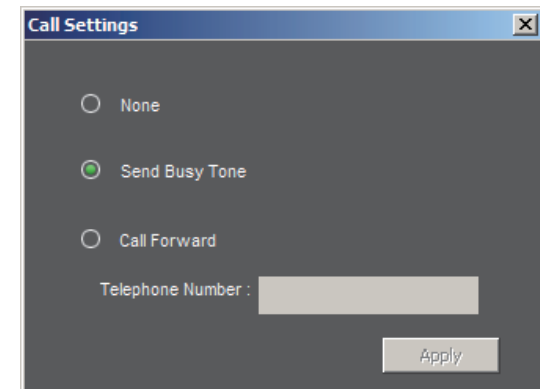 Call Settings
None
Send Busy Tone
Call Forward
Telephone Number :
Apply